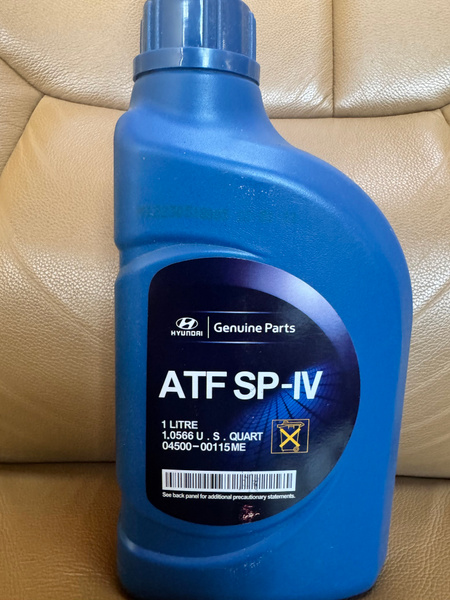 HYUNDAI
Genuine Parts
ATF SP-IV
1 LITRE
1.0566 U . S . QUART
04500-00115ME
See back panel for additional precautionary statements.